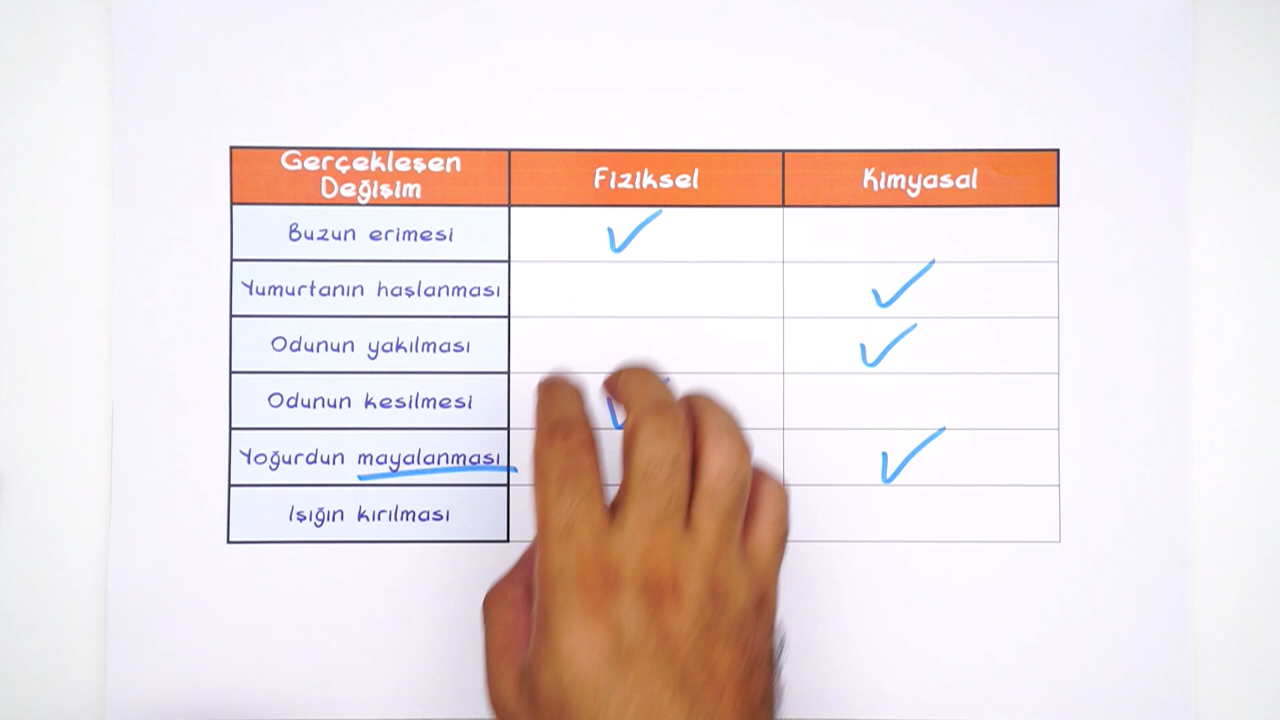 Gerçekleşen
Değişim
Fiziksel
Kimyasal
Buzun erimesi
Yumurtanın haşlanması
Odunun yakılması
Odunun kesilmesi
Yoğurdun mayalanması
Işığın kırılması